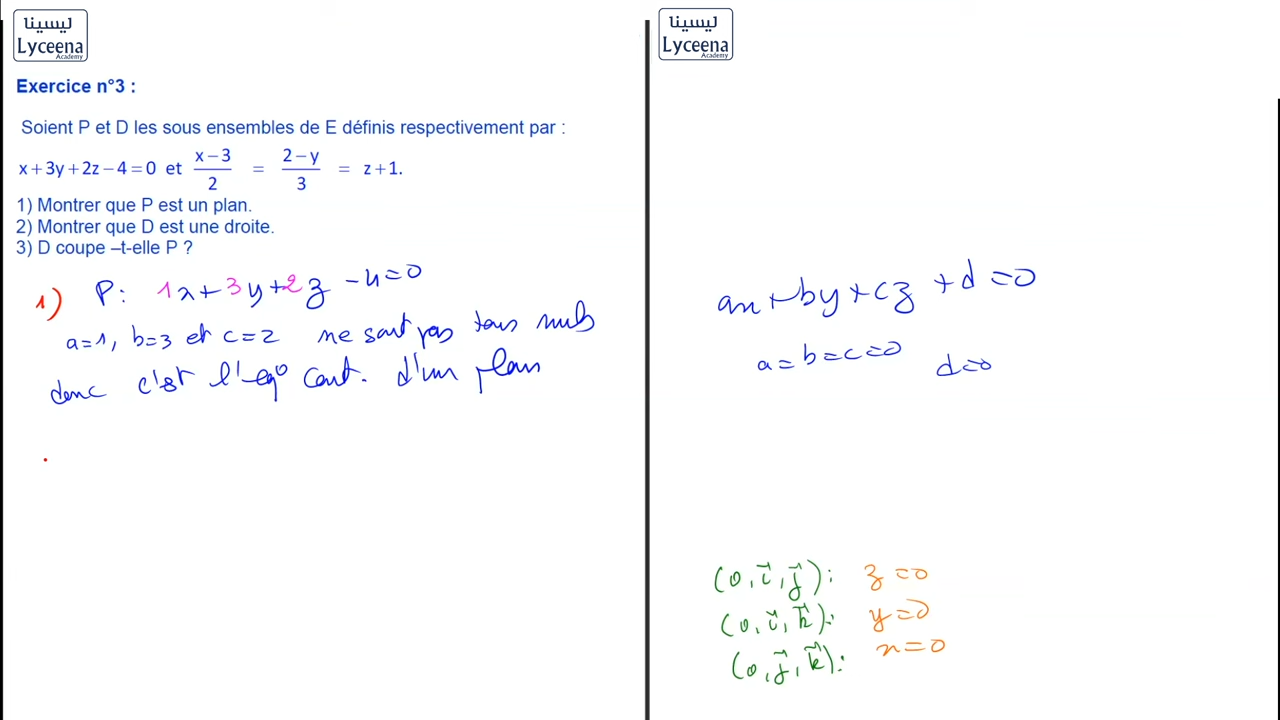 ليسينا
Lyceena
Academy
Exercice n°3 :
Soient P et D les sous ensembles de E définis respectivement par :
x+3y+2z−4=0 et (x−3)/2 = (2−y)/3 = z+1.
1) Montrer que P est un plan.
2) Montrer que D est une droite.
3) D coupe –t-elle P ?
1) P: 1x+3y+2z −4=0
a=1, b=3 et c=2 ne sont pas tous nuls
donc c'est l'eqº cart. d'un plan
ليسينا
Lyceena
Academy
ax+by+cz+d=0
a=b=c=0 d=0
(o,i⃗,j⃗): z=0
(o,i⃗,k⃗): y=0
(o,j⃗,k⃗): x=0